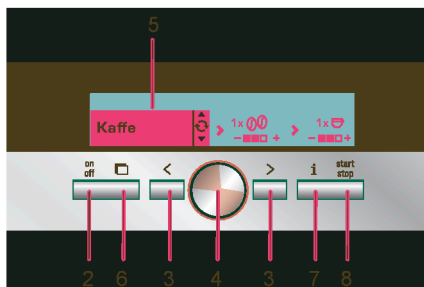 5
Kaffe
1x
1x
− +
− +
on
off
<
>
i
start
stop
2 6 3 4 3 7 8